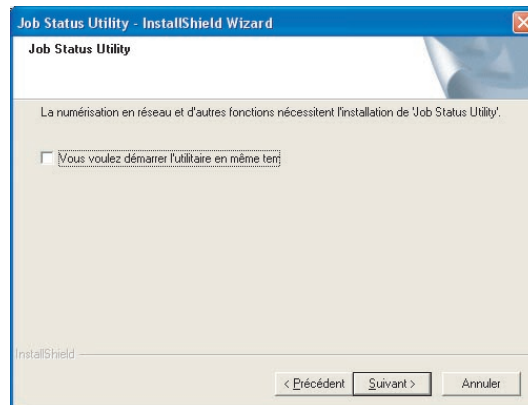 Job Status Utility - InstallShield Wizard
Job Status Utility
La numérisation en réseau et d'autres fonctions nécessitent l'installation de 'Job Status Utility'.
Vous voulez démarrer l'utilitaire en même
InstallShield
< Précédent
Suivant >
Annuler